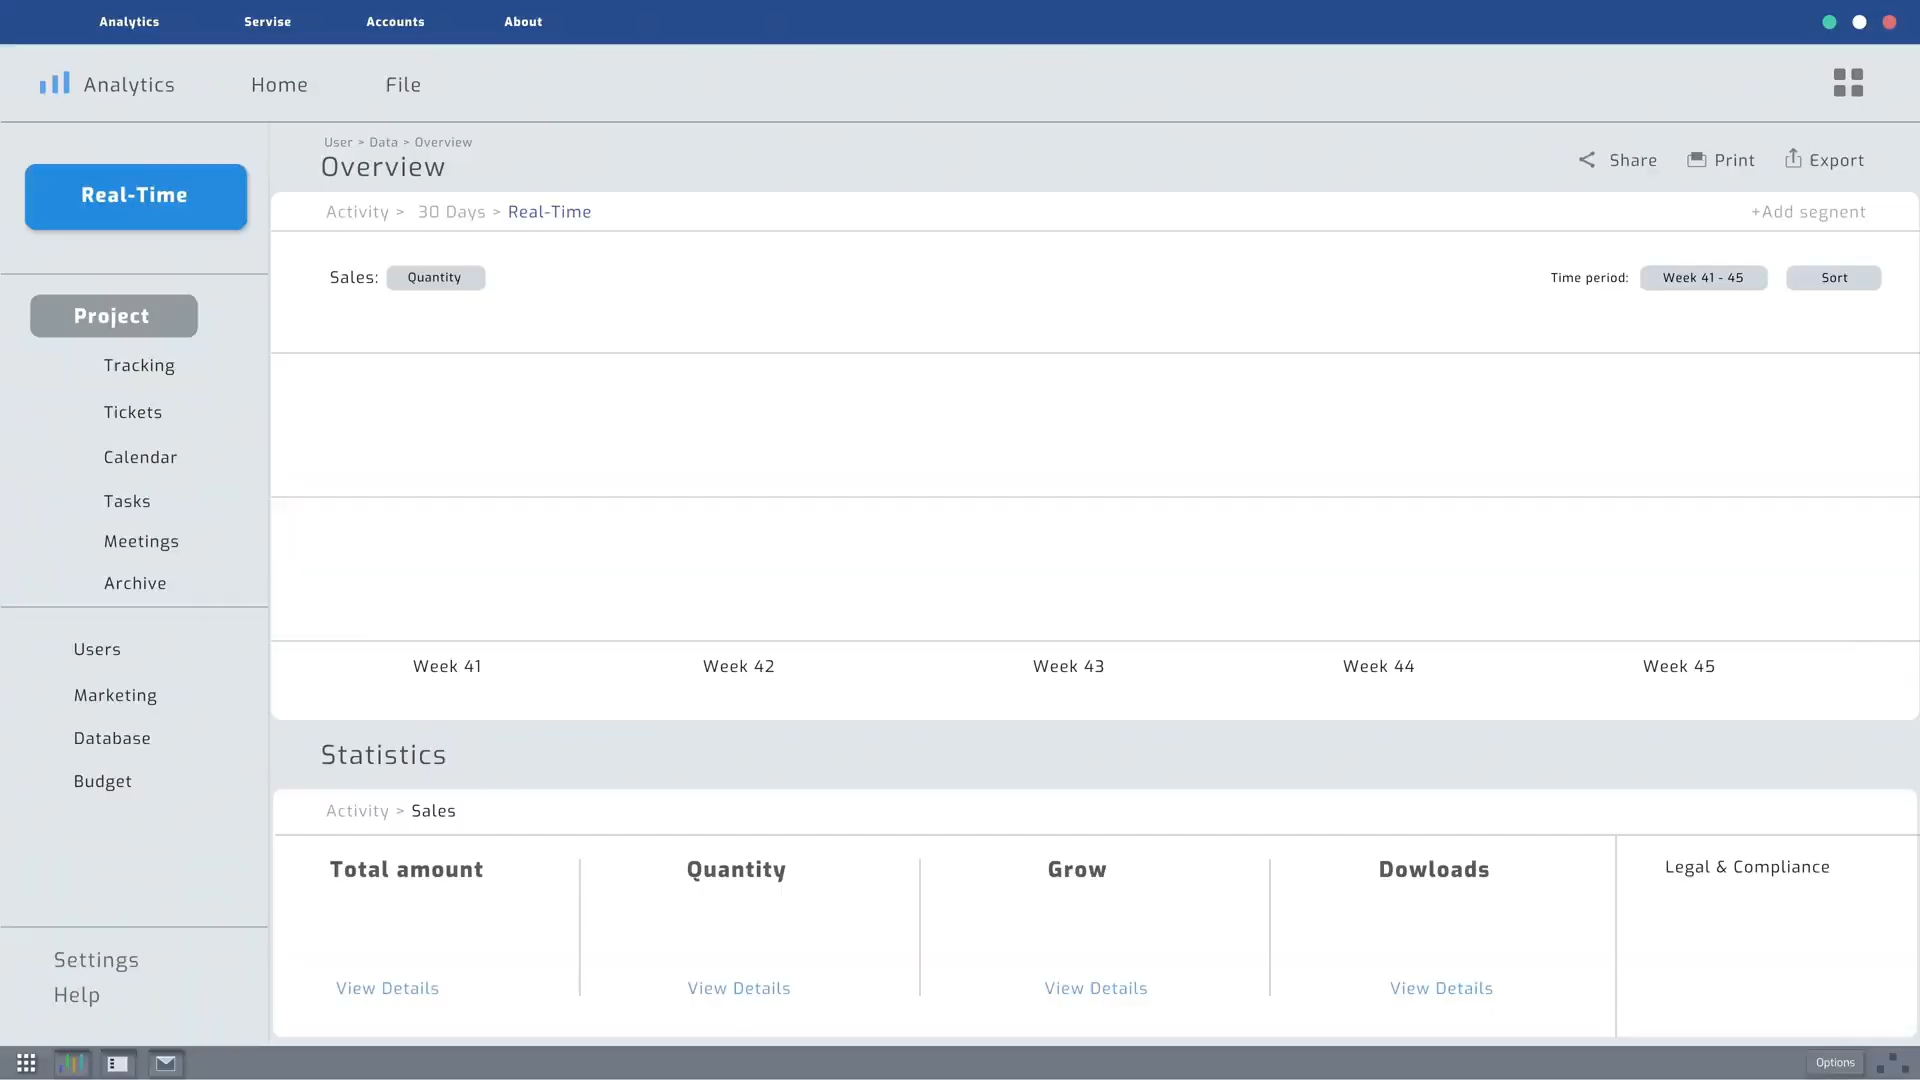 Analytics Servise Accounts About
Analytics Home File
User > Data > Overview
Overview
Share Print Export
Real-Time
Activity > 30 Days > Real-Time
+Add segnent
Sales: Quantity
Time period: Week 41 - 45 Sort
Project
Tracking
Tickets
Calendar
Tasks
Meetings
Archive
Users
Marketing
Database
Budget
Settings
Help
Week 41 Week 42 Week 43 Week 44 Week 45
Statistics
Activity > Sales
Total amount Quantity Grow Dowloads Legal & Compliance
View Details View Details View Details View Details
Options